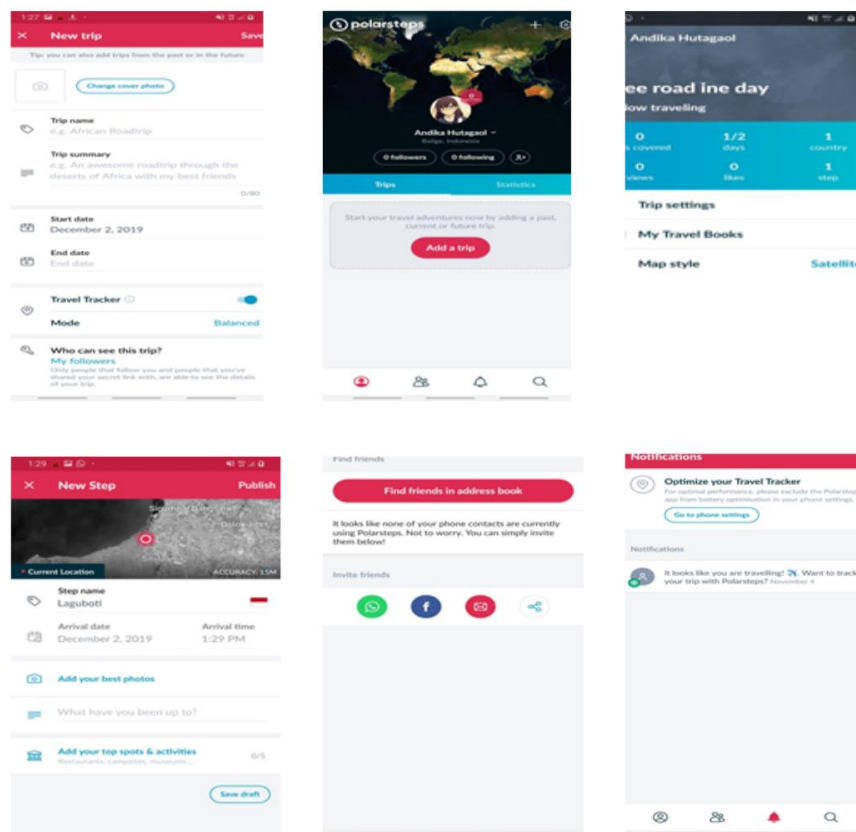 1:27
New trip Save
Tip: you can also add trips from the past or in the future
Change cover photo
Trip name
e.g. African Roadtrip
Trip summary
e.g. An awesome roadtrip through the
deserts of Africa with my best friends
0/80
Start date
December 2, 2019
End date
End date
Travel Tracker
Mode Balanced
Who can see this trip?
My followers
Only people that follow you and people that you've
shared your secret link with, are able to see the details
of your trip.
polarsteps
0
Andika Hutagaol
Balige, Indonesia
0 followers 0 following
Trips Statistics
Start your travel adventures now by adding a past,
current or future trip.
Add a trip
Andika Hutagaol
ee road ine day
ow traveling
0 1/2 1
s covered days country
0 0 1
views likes step
Trip settings
My Travel Books
Map style Satellite
1:29
New Step Publish
Current Location ACCURACY: 15M
Step name
Laguboti
Arrival date Arrival time
December 2, 2019 1:29 PM
Add your best photos
What have you been up to?
Add your top spots & activities 0/5
Restaurants, campsites, museums...
Save draft
Find friends
Find friends in address book
It looks like none of your phone contacts are currently
using Polarsteps. Not to worry. You can simply invite
them below!
Invite friends
Notifications
Optimize your Travel Tracker
For optimal performance, please exclude the Polarstep
app from battery optimisation in your phone settings.
Go to phone settings
Notifications
It looks like you are travelling! Want to track
your trip with Polarsteps? November 4